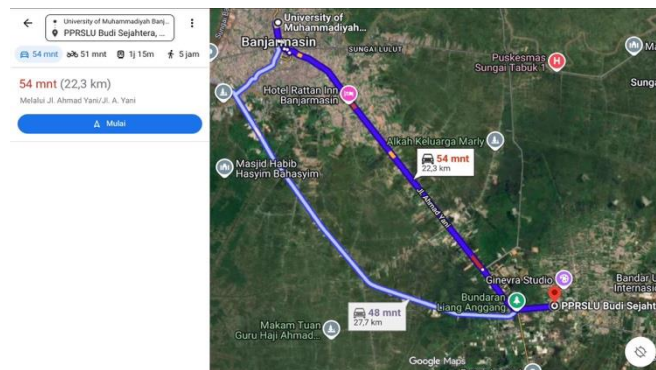 University of Muhammadiyah Banj...
PPRSLU Budi Sejahtera, ...
54 mnt 51 mnt 1j 15m 5 jam
54 mnt (22,3 km)
Melalui Jl. Ahmad Yani/Jl. A. Yani
Mulai
University of
Muhammadiyah...
Banjarmasin
SUNGAI LULUT
Puskesmas
Sungai Tabuk 1
Hotel Rattan Inn
Banjarmasin
Alkah Keluarga Marly
54 mnt
22,3 km
Masjid Habib
Hasyim Bahasyim
Jl. Ahmad Yani
Ginevra Studio
Bandar U
Internasio
Bundaran
Liang Anggang
PPRSLU Budi Sejaht
48 mnt
27,7 km
Makam Tuan
Guru Haji Ahmad...
Google Maps